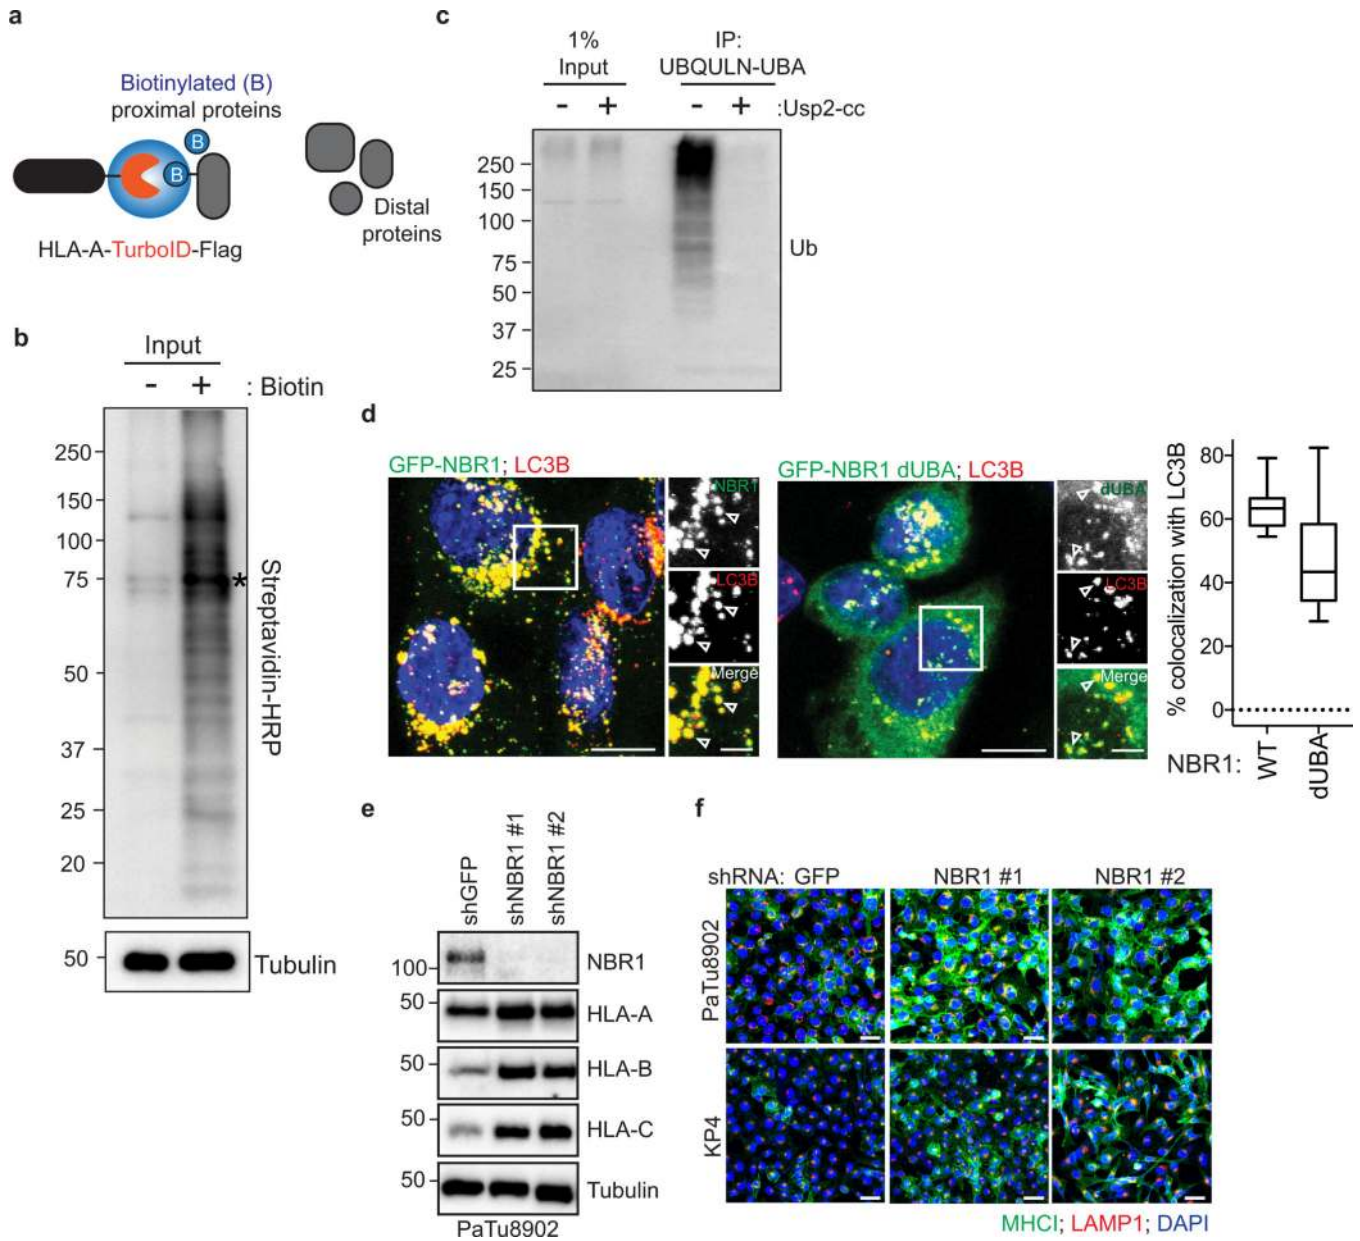 a
Biotinylated (B)
proximal proteins
B
B
Distal
proteins
HLA-A-TurboID-Flag
b
Input
- + : Biotin
250
150
100
75
50
37
25
20
*
Streptavidin-HRP
50
Tubulin
c
1%
Input
IP:
UBQULN-UBA
- + - + :Usp2-cc
250
150
100
75
50
37
25
Ub
d
GFP-NBR1; LC3B
NBR1
LC3B
Merge
GFP-NBR1 dUBA; LC3B
dUBA
LC3B
Merge
% colocalization with LC3B
80
60
40
20
0
NBR1: WT dUBA
e
shGFP
shNBR1 #1
shNBR1 #2
100
NBR1
50
HLA-A
50
HLA-B
50
HLA-C
50
Tubulin
PaTu8902
f
shRNA: GFP NBR1 #1 NBR1 #2
PaTu8902
KP4
MHCI; LAMP1; DAPI